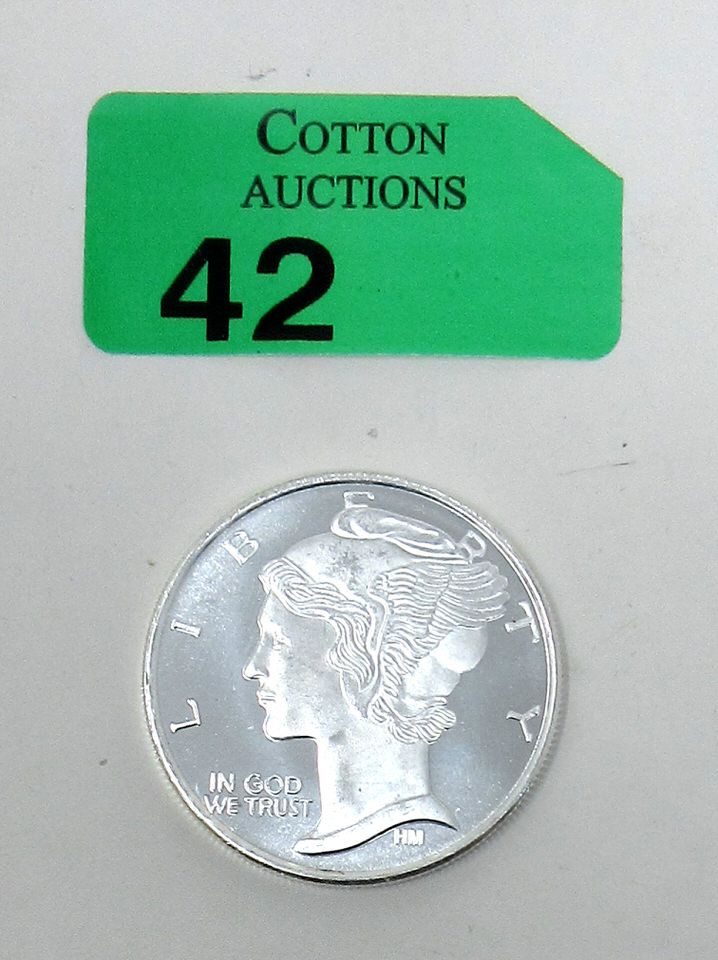 COTTON
AUCTIONS
42
LIBERTY
IN GOD
WE TRUST
HM